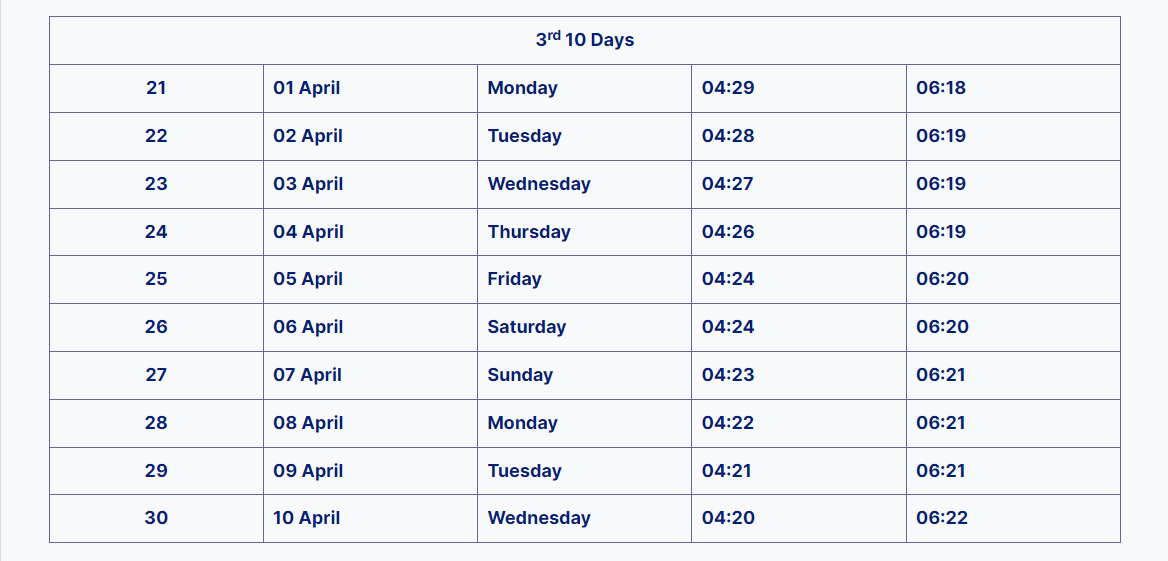 3rd 10 Days
21 01 April Monday 04:29 06:18
22 02 April Tuesday 04:28 06:19
23 03 April Wednesday 04:27 06:19
24 04 April Thursday 04:26 06:19
25 05 April Friday 04:24 06:20
26 06 April Saturday 04:24 06:20
27 07 April Sunday 04:23 06:21
28 08 April Monday 04:22 06:21
29 09 April Tuesday 04:21 06:21
30 10 April Wednesday 04:20 06:22